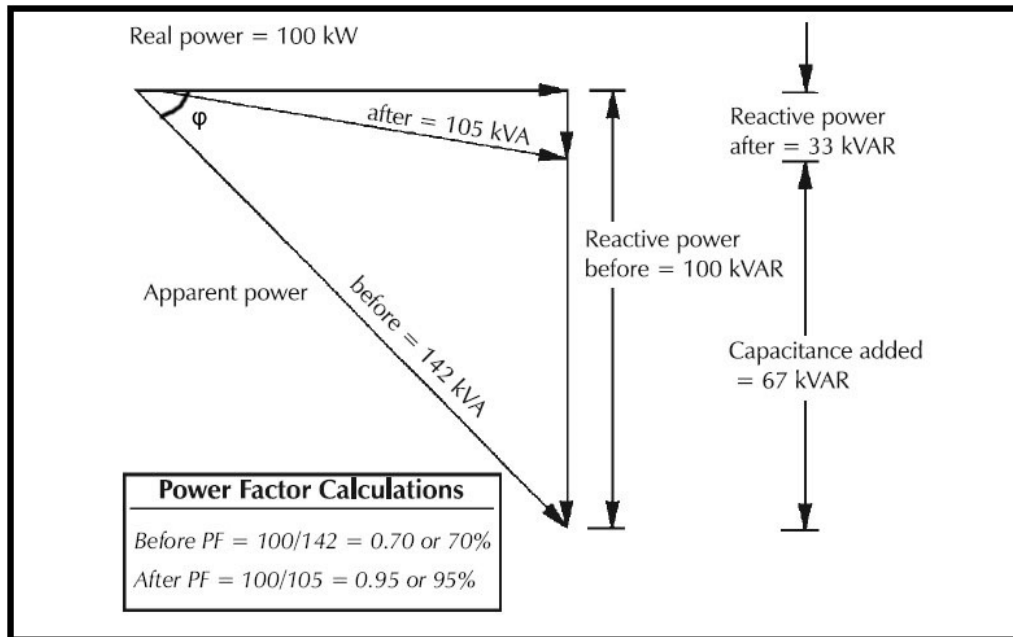 Real power = 100 kW
φ
after = 105 kVA
Reactive power
after = 33 kVAR
Reactive power
before = 100 kVAR
Apparent power
before = 142 kVA
Capacitance added
= 67 kVAR
Power Factor Calculations
Before PF = 100/142 = 0.70 or 70%
After PF = 100/105 = 0.95 or 95%